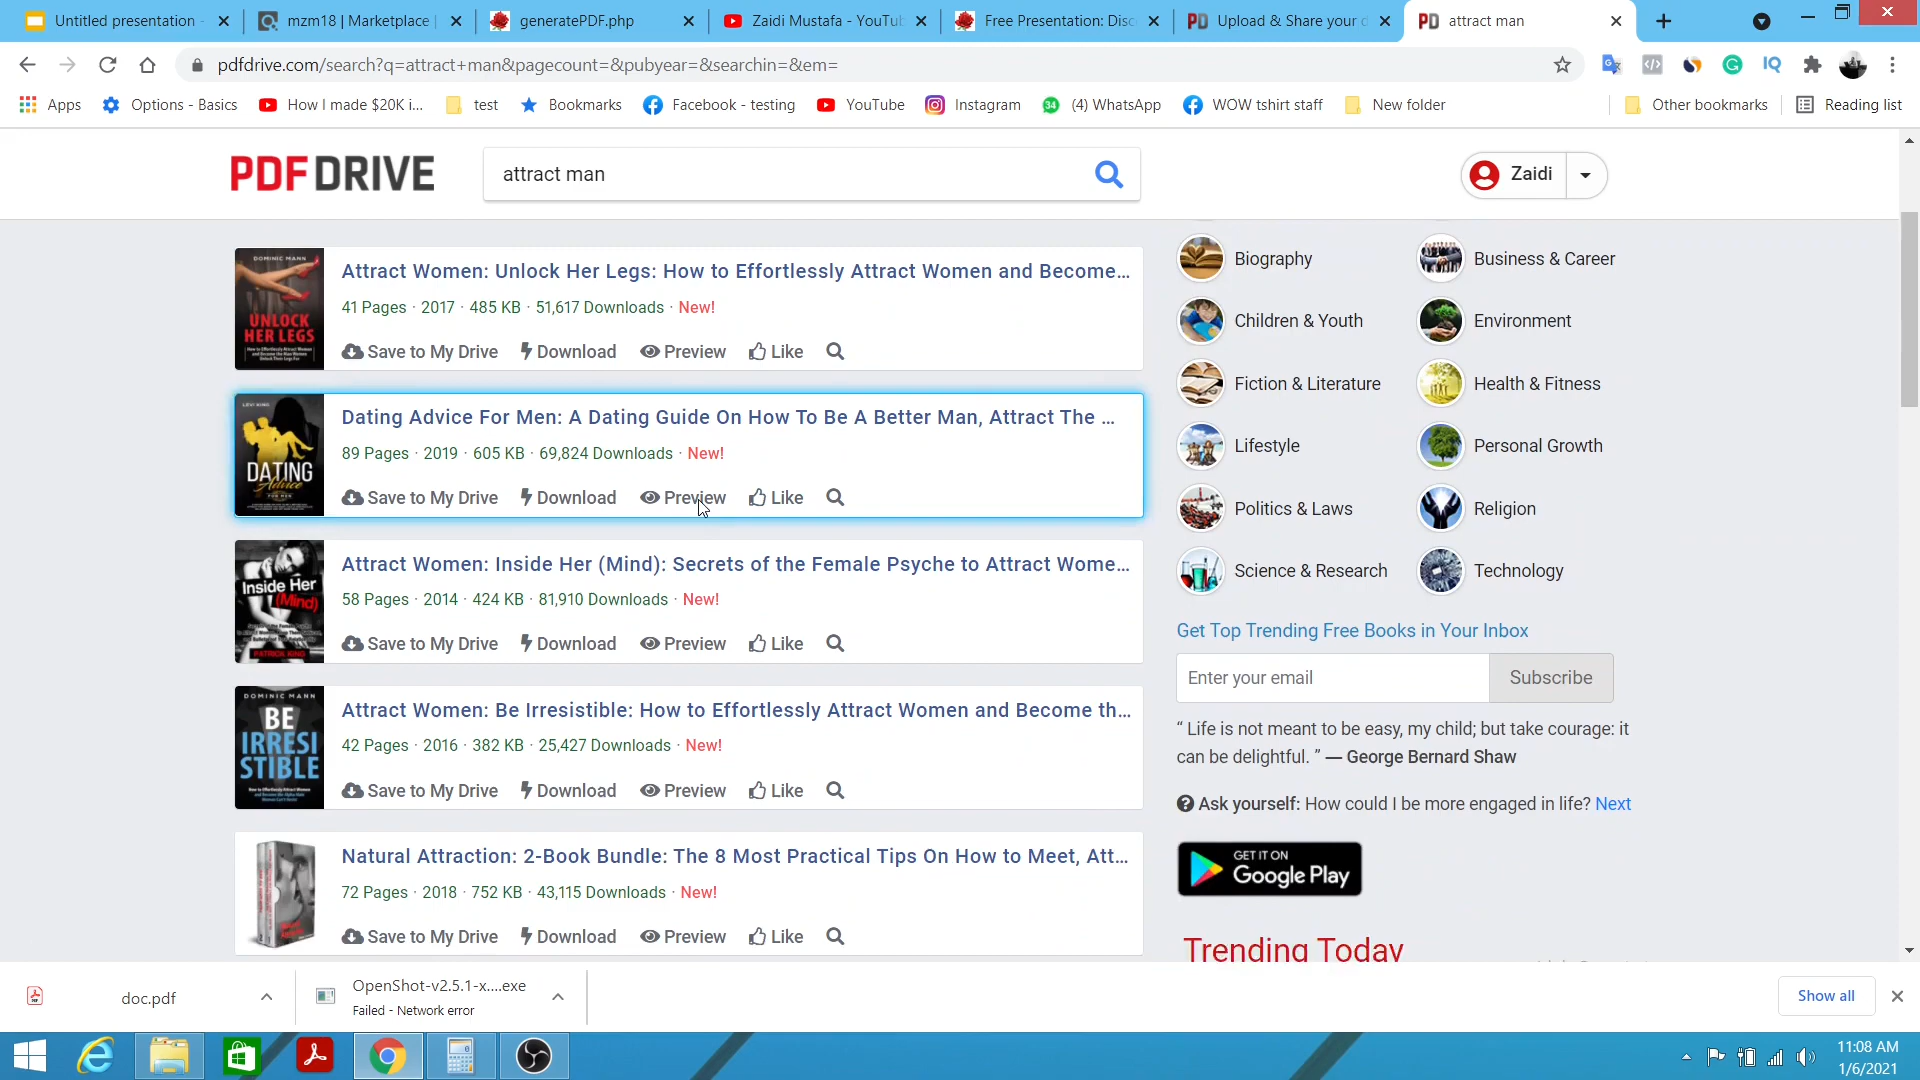 Untitled presentation -
mzm18 | Marketplace |
generatePDF.php
Zaidi Mustafa - YouTub
Free Presentation: Disc
Upload & Share your d
attract man
pdfdrive.com/search?q=attract+man&pagecount=&pubyear=&searchin=&em=
Apps
Options - Basics
How I made $20K i...
test
Bookmarks
Facebook - testing
YouTube
Instagram
(4) WhatsApp
WOW tshirt staff
New folder
Other bookmarks
Reading list
PDFDRIVE
attract man
Zaidi
DOMINIC MANN
UNLOCK
HER LEGS
Attract Women: Unlock Her Legs: How to Effortlessly Attract Women and Become...
41 Pages · 2017 · 485 KB · 51,617 Downloads · New!
Save to My Drive Download Preview Like
LEVI KING
DATING
Advice
Dating Advice For Men: A Dating Guide On How To Be A Better Man, Attract The ...
89 Pages · 2019 · 605 KB · 69,824 Downloads · New!
Save to My Drive Download Preview Like
Inside Her
(Mind)
PATRICK KING
Attract Women: Inside Her (Mind): Secrets of the Female Psyche to Attract Wome...
58 Pages · 2014 · 424 KB · 81,910 Downloads · New!
Save to My Drive Download Preview Like
DOMINIC MANN
BE
IRRESI
STIBLE
Attract Women: Be Irresistible: How to Effortlessly Attract Women and Become th...
42 Pages · 2016 · 382 KB · 25,427 Downloads · New!
Save to My Drive Download Preview Like
Natural Attraction: 2-Book Bundle: The 8 Most Practical Tips On How to Meet, Att...
72 Pages · 2018 · 752 KB · 43,115 Downloads · New!
Save to My Drive Download Preview Like
Biography
Business & Career
Children & Youth
Environment
Fiction & Literature
Health & Fitness
Lifestyle
Personal Growth
Politics & Laws
Religion
Science & Research
Technology
Get Top Trending Free Books in Your Inbox
Enter your email
Subscribe
“ Life is not meant to be easy, my child; but take courage: it
can be delightful. ” — George Bernard Shaw
Ask yourself: How could I be more engaged in life? Next
GET IT ON
Google Play
Trending Today
doc.pdf
OpenShot-v2.5.1-x....exe
Failed - Network error
Show all
11:08 AM
1/6/2021